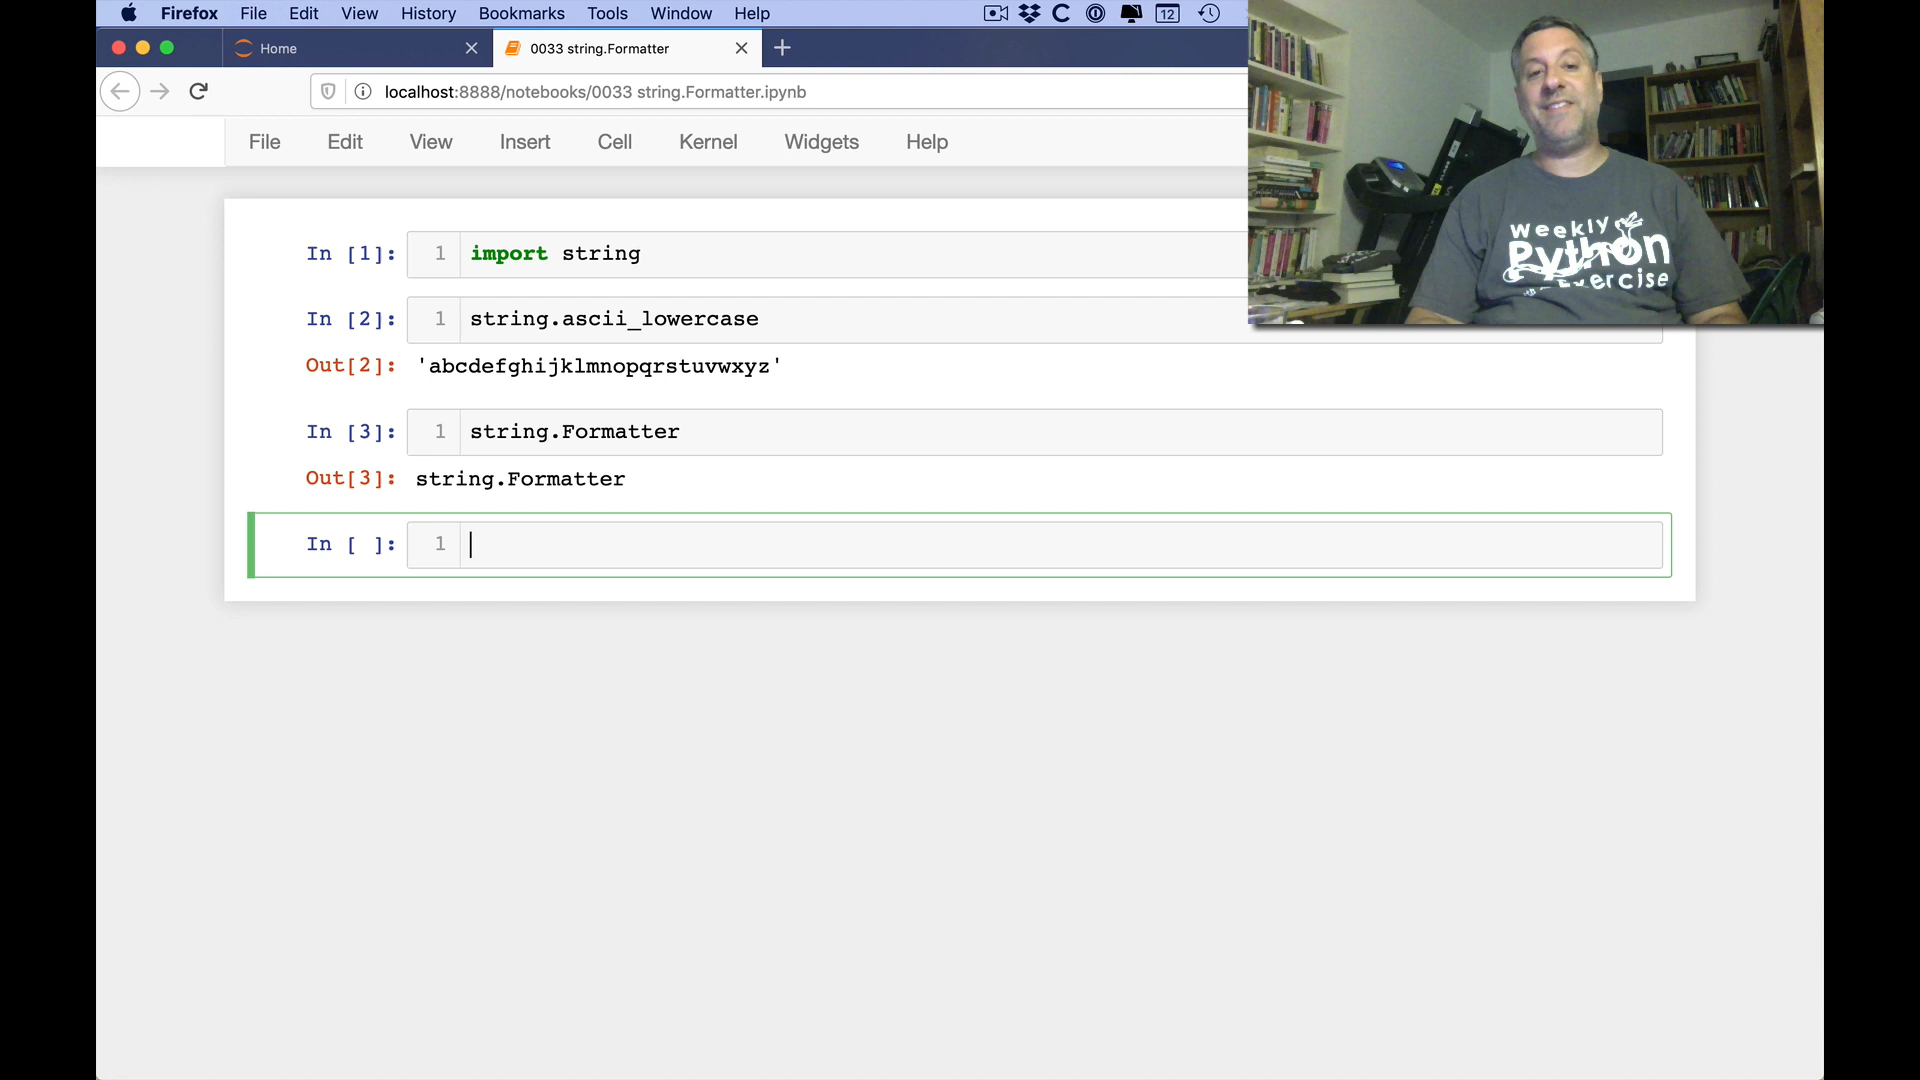 Firefox File Edit View History Bookmarks Tools Window Help 12
Home 0033 string.Formatter
localhost:8888/notebooks/0033 string.Formatter.ipynb
File Edit View Insert Cell Kernel Widgets Help
In [1]: 1 import string
In [2]: 1 string.ascii_lowercase
Out[2]: 'abcdefghijklmnopqrstuvwxyz'
In [3]: 1 string.Formatter
Out[3]: string.Formatter
In [ ]: 1
Weekly
Python
Exercise